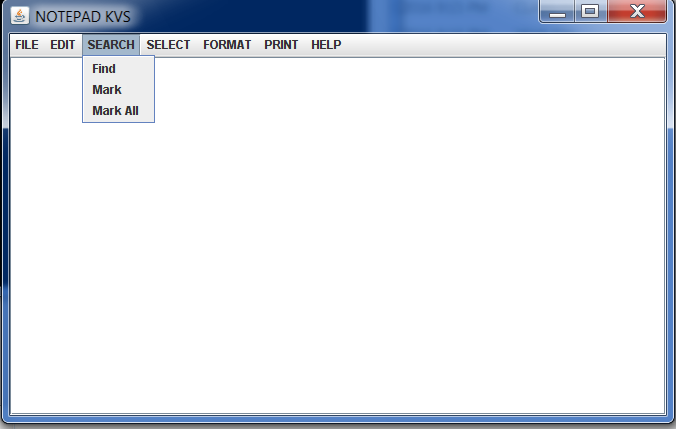 NOTEPAD KVS
FILE EDIT SEARCH SELECT FORMAT PRINT HELP
Find
Mark
Mark All